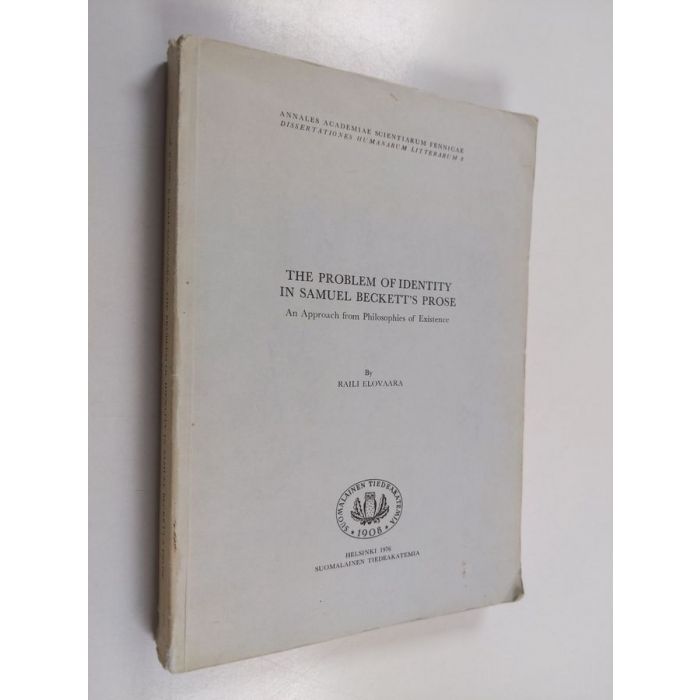 ANNALES ACADEMIAE SCIENTIARUM FENNICAE
DISSERTATIONES HUMANARUM LITTERARUM 8
THE PROBLEM OF IDENTITY
IN SAMUEL BECKETT'S PROSE
An Approach from Philosophies of Existence
By
RAILI ELOVAARA
SUOMALAINEN TIEDEAKATEMIA
1908
HELSINKI 1976
SUOMALAINEN TIEDEAKATEMIA